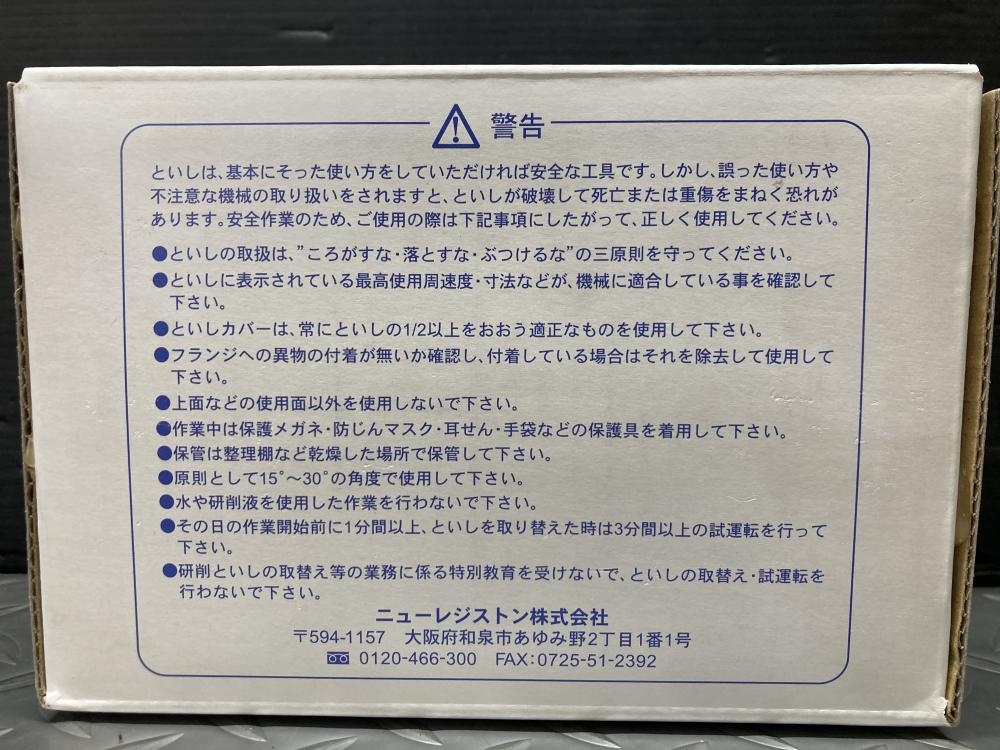 警告
といしは、基本にそった使い方をしていただければ安全な工具です。しかし、誤った使い方や
不注意な機械の取り扱いをされますと、といしが破壊して死亡または重傷をまねく恐れが
あります。安全作業のため、ご使用の際は下記事項にしたがって、正しく使用してください。
●といしの取扱は、”ころがすな・落とすな・ぶつけるな”の三原則を守ってください。
●といしに表示されている最高使用周速度・寸法などが、機械に適合している事を確認して
下さい。
●といしカバーは、常にといしの1/2以上をおおう適正なものを使用して下さい。
●フランジへの異物の付着が無いか確認し、付着している場合はそれを除去して使用して
下さい。
●上面などの使用面以外を使用しないで下さい。
●作業中は保護メガネ・防じんマスク・耳せん・手袋などの保護具を着用して下さい。
●保管は整理棚など乾燥した場所で保管して下さい。
●原則として15°～30°の角度で使用して下さい。
●水や研削液を使用した作業を行わないで下さい。
●その日の作業開始前に1分間以上、といしを取り替えた時は3分間以上の試運転を行って
下さい。
●研削といしの取替え等の業務に係る特別教育を受けないで、といしの取替え・試運転を
行わないで下さい。
ニューレジストン株式会社
〒594-1157 大阪府和泉市あゆみ野2丁目1番1号
0120-466-300 FAX:0725-51-2392